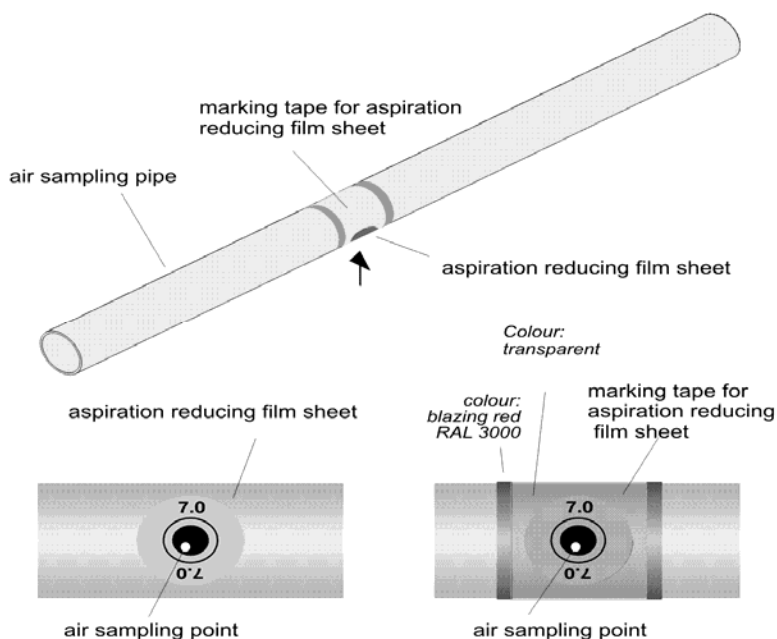 marking tape for aspiration
reducing film sheet
air sampling pipe
aspiration reducing film sheet
Colour:
transparent
colour:
blazing red
RAL 3000
marking tape for
aspiration reducing
film sheet
aspiration reducing film sheet
7.0
7.0
7.0
7.0
air sampling point
air sampling point